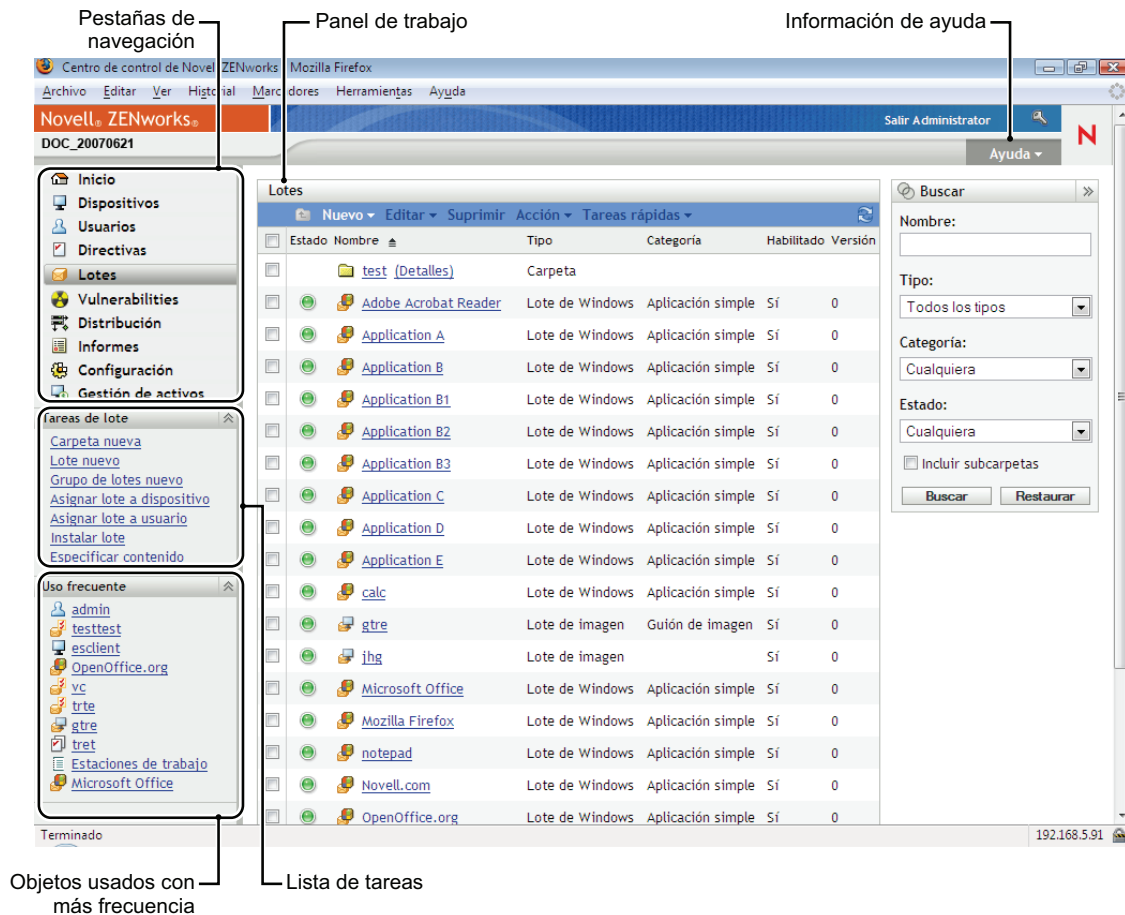 Pestañas de
navegación
Panel de trabajo
Información de ayuda
Centro de control de Novell ZENworks - Mozilla Firefox
Archivo Editar Ver Historial Marcadores Herramientas Ayuda
Novell® ZENworks®
Salir Administrator
DOC_20070621
Ayuda
N
Inicio
Dispositivos
Usuarios
Directivas
Lotes
Vulnerabilities
Distribución
Informes
Configuración
Gestión de activos
Tareas de lote
Carpeta nueva
Lote nuevo
Grupo de lotes nuevo
Asignar lote a dispositivo
Asignar lote a usuario
Instalar lote
Especificar contenido
Uso frecuente
admin
testtest
esclient
OpenOffice.org
vc
trte
gtre
tret
Estaciones de trabajo
Microsoft Office
Lotes
Nuevo Editar Suprimir Acción Tareas rápidas
Estado Nombre Tipo Categoría Habilitado Versión
test (Detalles) Carpeta
Adobe Acrobat Reader Lote de Windows Aplicación simple Sí 0
Application A Lote de Windows Aplicación simple Sí 0
Application B Lote de Windows Aplicación simple Sí 0
Application B1 Lote de Windows Aplicación simple Sí 0
Application B2 Lote de Windows Aplicación simple Sí 0
Application B3 Lote de Windows Aplicación simple Sí 0
Application C Lote de Windows Aplicación simple Sí 0
Application D Lote de Windows Aplicación simple Sí 0
Application E Lote de Windows Aplicación simple Sí 0
calc Lote de Windows Aplicación simple Sí 0
gtre Lote de imagen Guión de imagen Sí 0
jhg Lote de imagen Sí 0
Microsoft Office Lote de Windows Aplicación simple Sí 0
Mozilla Firefox Lote de Windows Aplicación simple Sí 0
notepad Lote de Windows Aplicación simple Sí 0
Novell.com Lote de Windows Aplicación simple Sí 0
OpenOffice.org Lote de Windows Aplicación simple Sí 0
Buscar
Nombre:
Tipo:
Todos los tipos
Categoría:
Cualquiera
Estado:
Cualquiera
Incluir subcarpetas
Buscar Restaurar
Terminado
192.168.5.91
Objetos usados con
más frecuencia
Lista de tareas